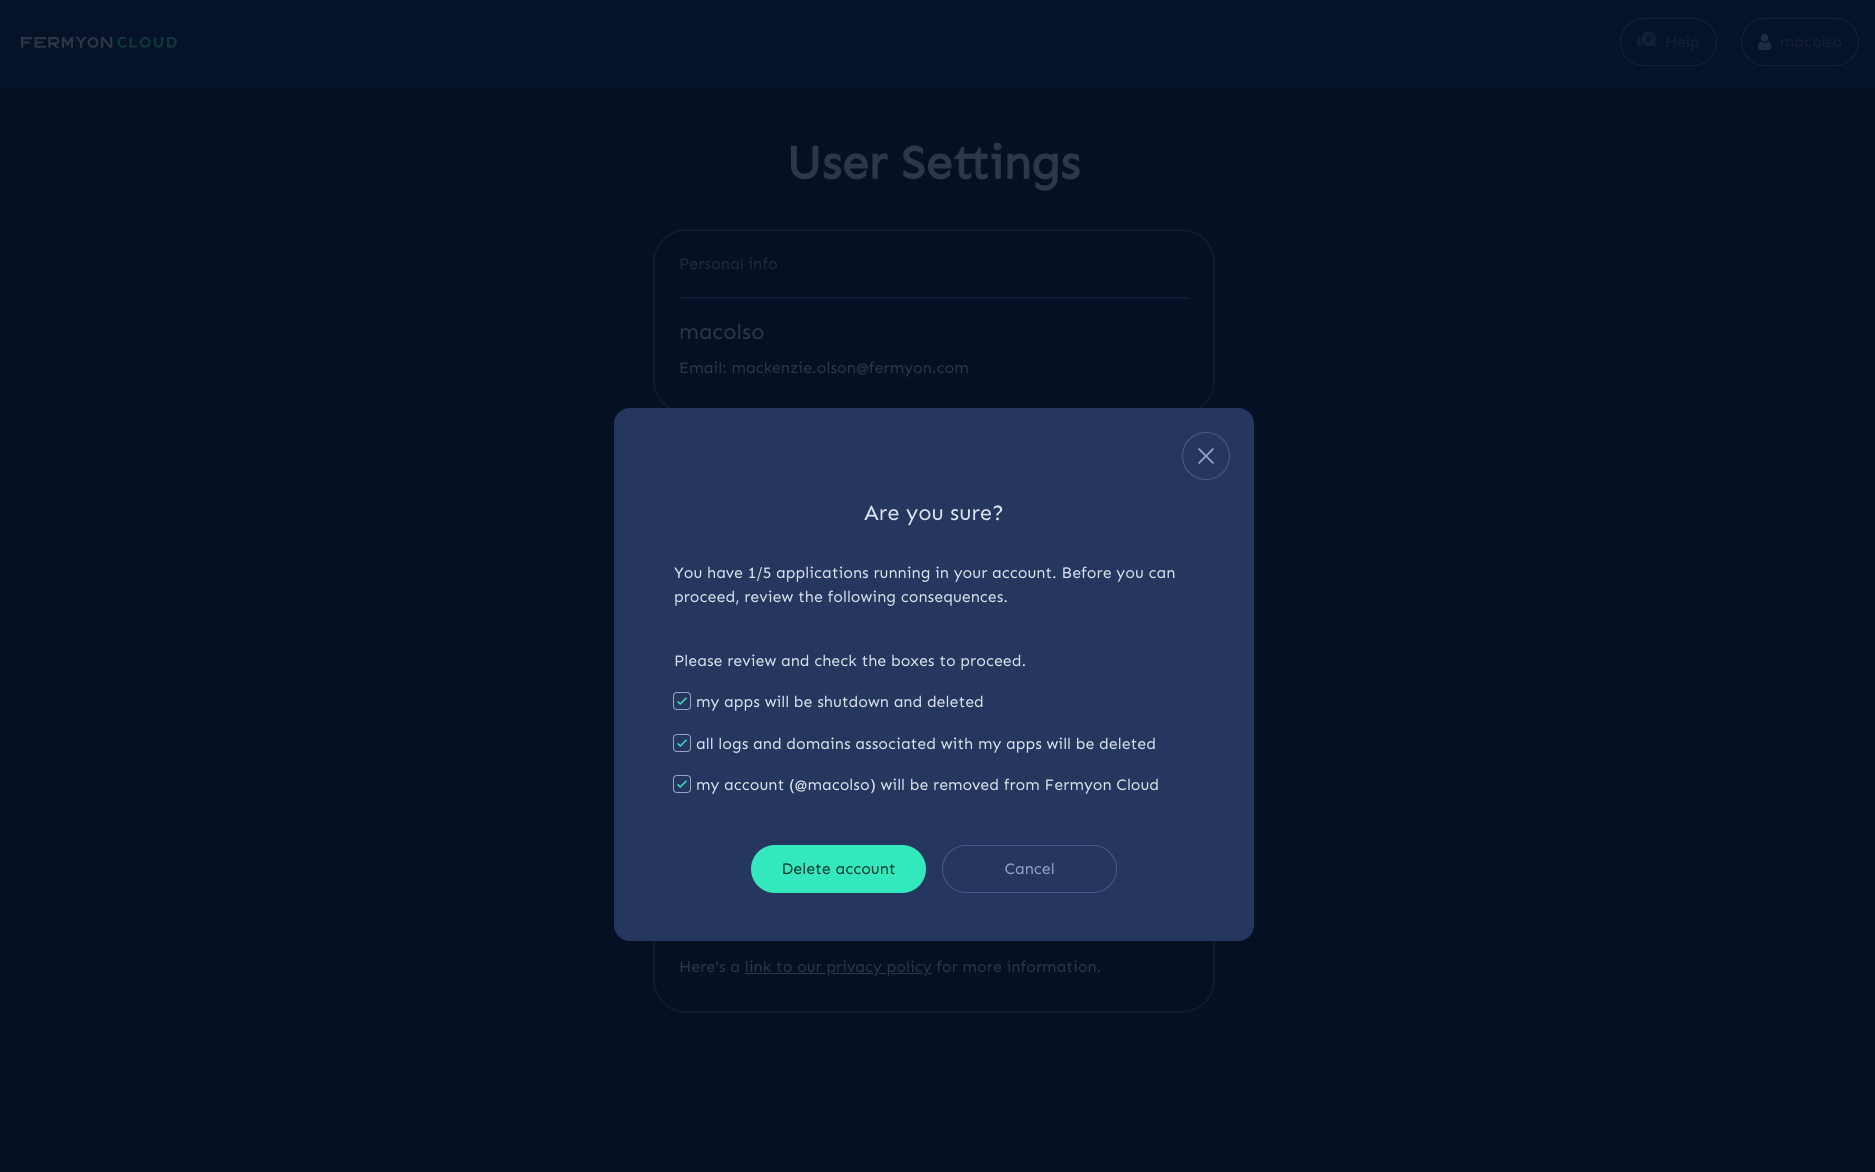 FERMYON CLOUD
Help
macolso
User Settings
Personal info
macolso
Email: mackenzie.olson@fermyon.com
Are you sure?
You have 1/5 applications running in your account. Before you can
proceed, review the following consequences.
Please review and check the boxes to proceed.
my apps will be shutdown and deleted
all logs and domains associated with my apps will be deleted
my account (@macolso) will be removed from Fermyon Cloud
Delete account
Cancel
Here's a link to our privacy policy for more information.